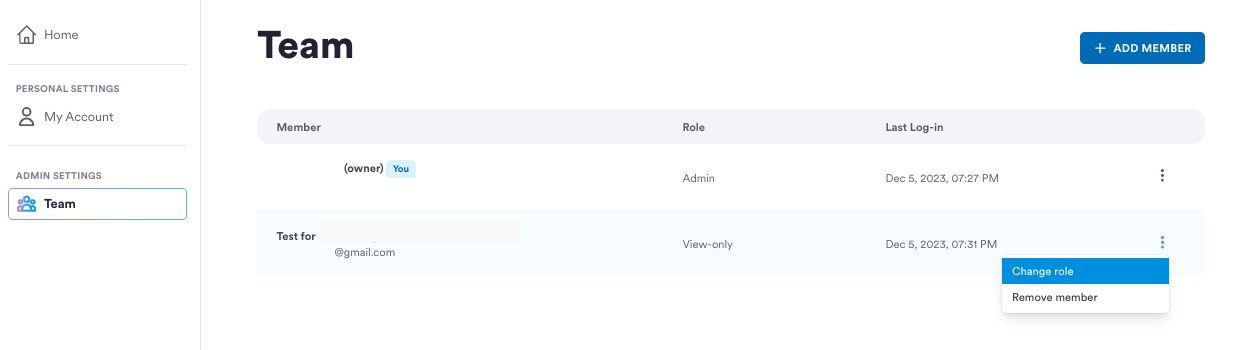 Home
PERSONAL SETTINGS
My Account
ADMIN SETTINGS
Team
Team
+ ADD MEMBER
Member Role Last Log-in
(owner) You
Admin Dec 5, 2023, 07:27 PM
Test for
@gmail.com
View-only Dec 5, 2023, 07:31 PM
Change role
Remove member